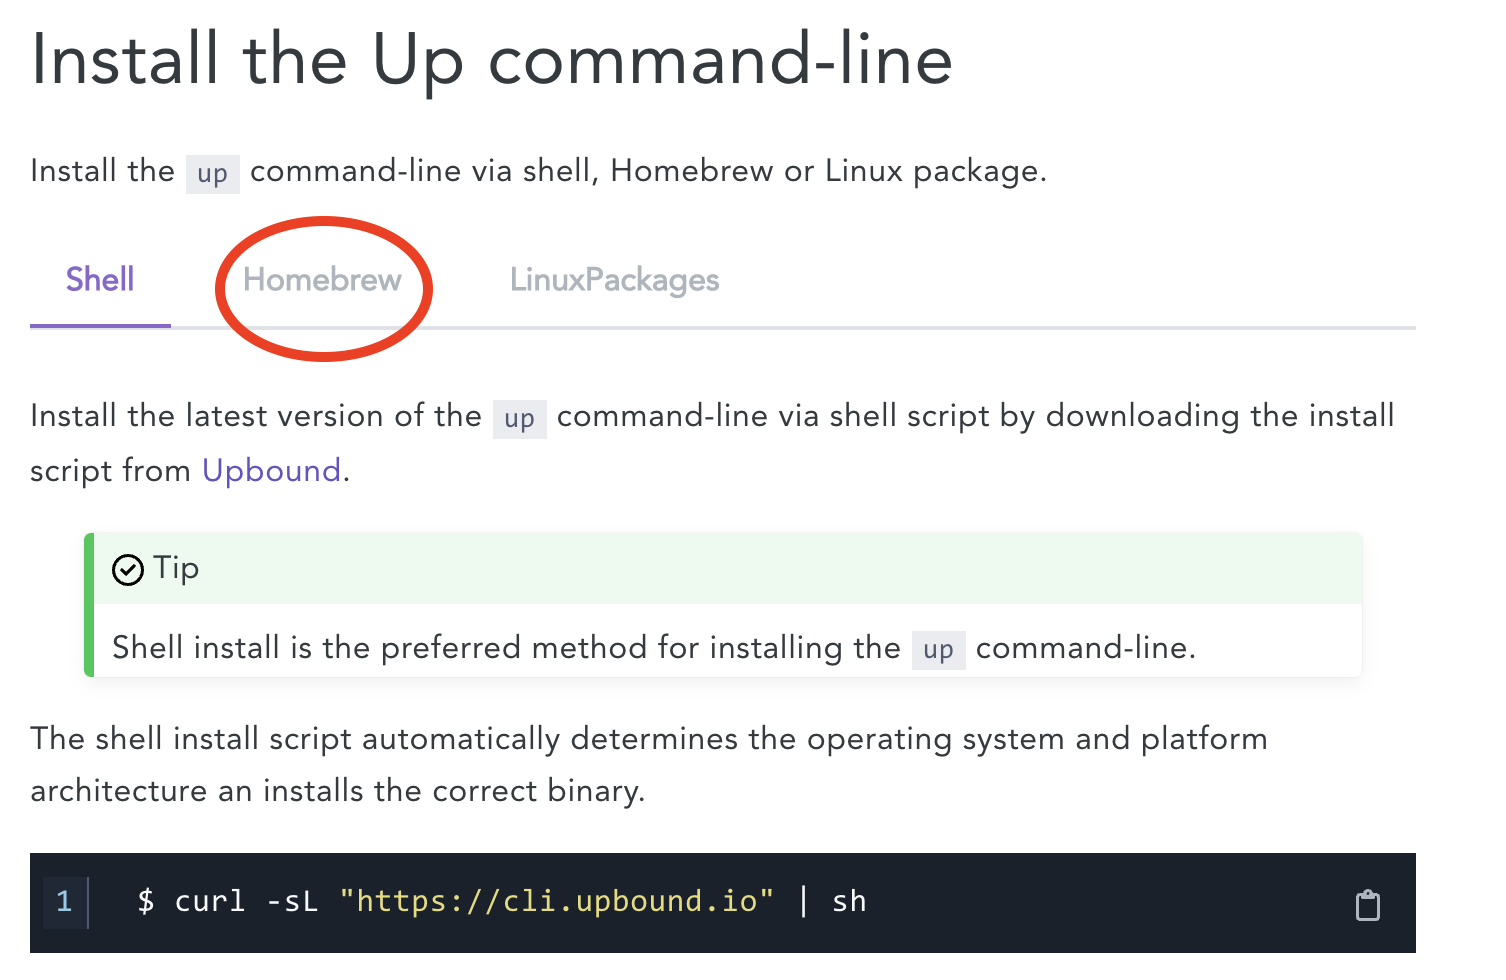 Install the Up command-line
Install the up command-line via shell, Homebrew or Linux package.
Shell Homebrew LinuxPackages
Install the latest version of the up command-line via shell script by downloading the install
script from Upbound.
Tip
Shell install is the preferred method for installing the up command-line.
The shell install script automatically determines the operating system and platform
architecture an installs the correct binary.
1 $ curl -sL "https://cli.upbound.io" | sh